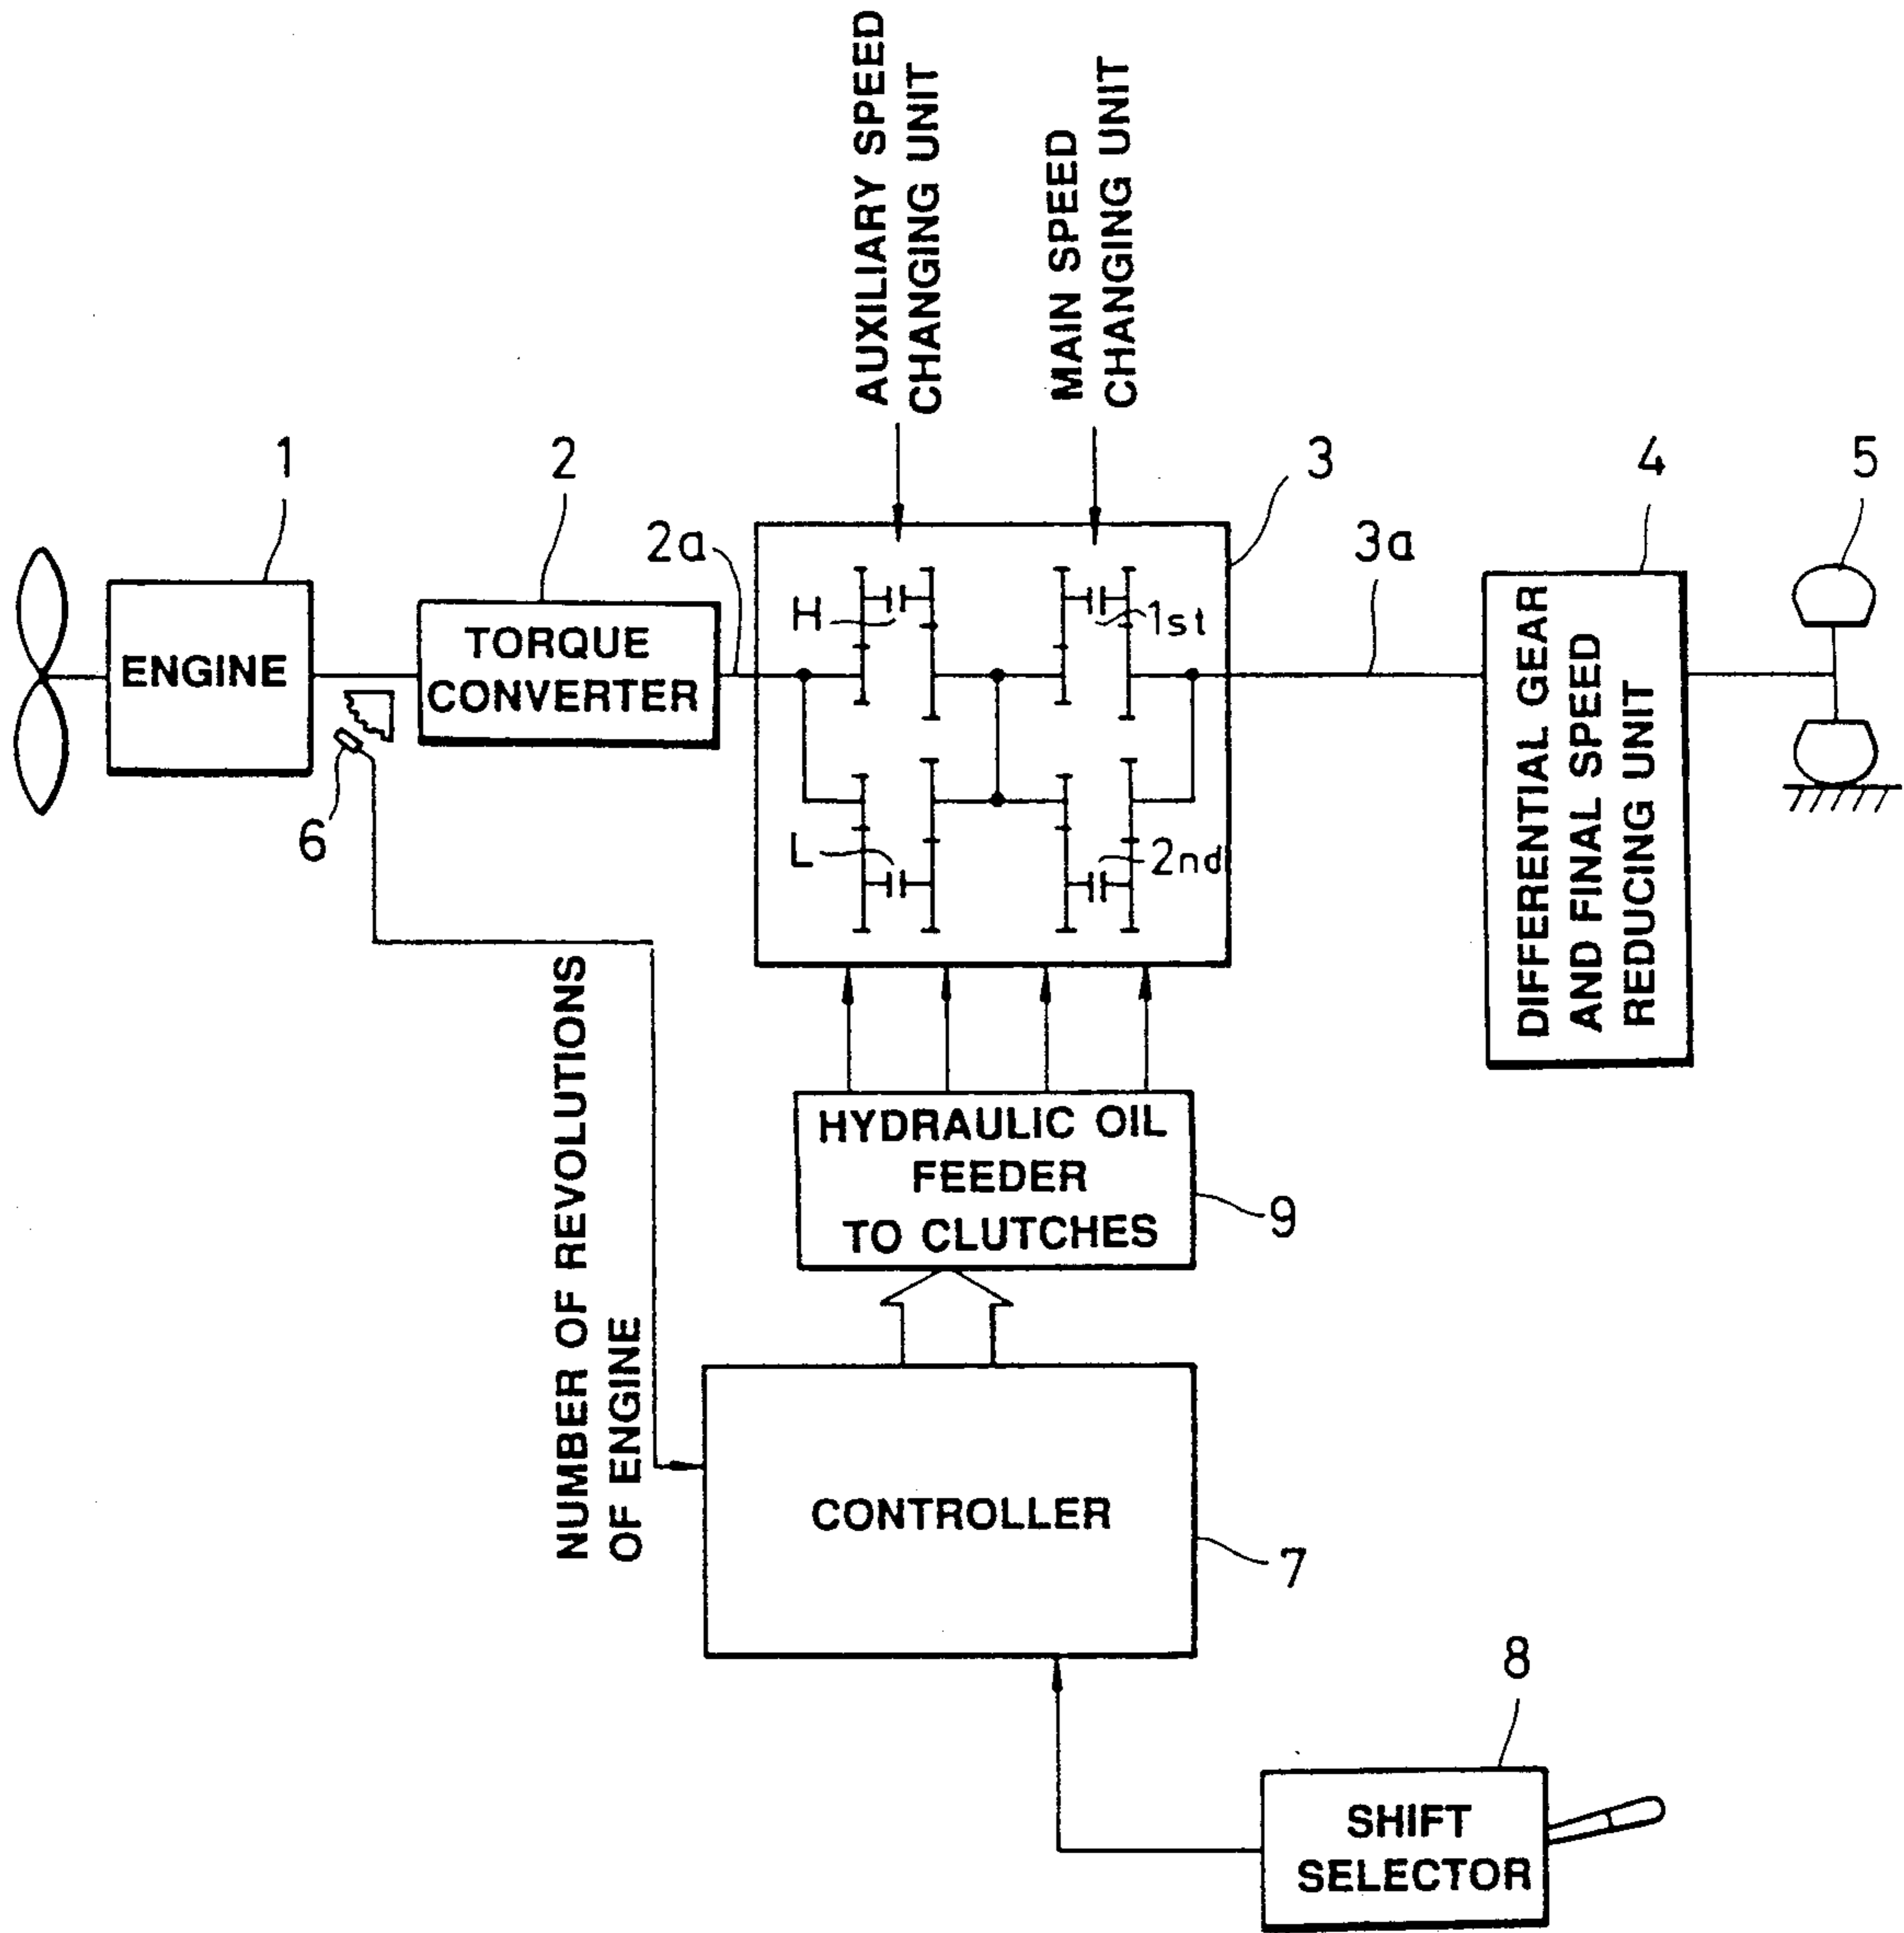 AUXILIARY SPEED
CHANGING UNIT
MAIN SPEED
CHANGING UNIT
1
2
2a
3
3a
4
5
ENGINE
TORQUE
CONVERTER
H
1st
L
2nd
DIFFERENTIAL GEAR
AND FINAL SPEED
REDUCING UNIT
6
NUMBER OF REVOLUTIONS
OF ENGINE
HYDRAULIC OIL
FEEDER
TO CLUTCHES
9
CONTROLLER
7
8
SHIFT
SELECTOR